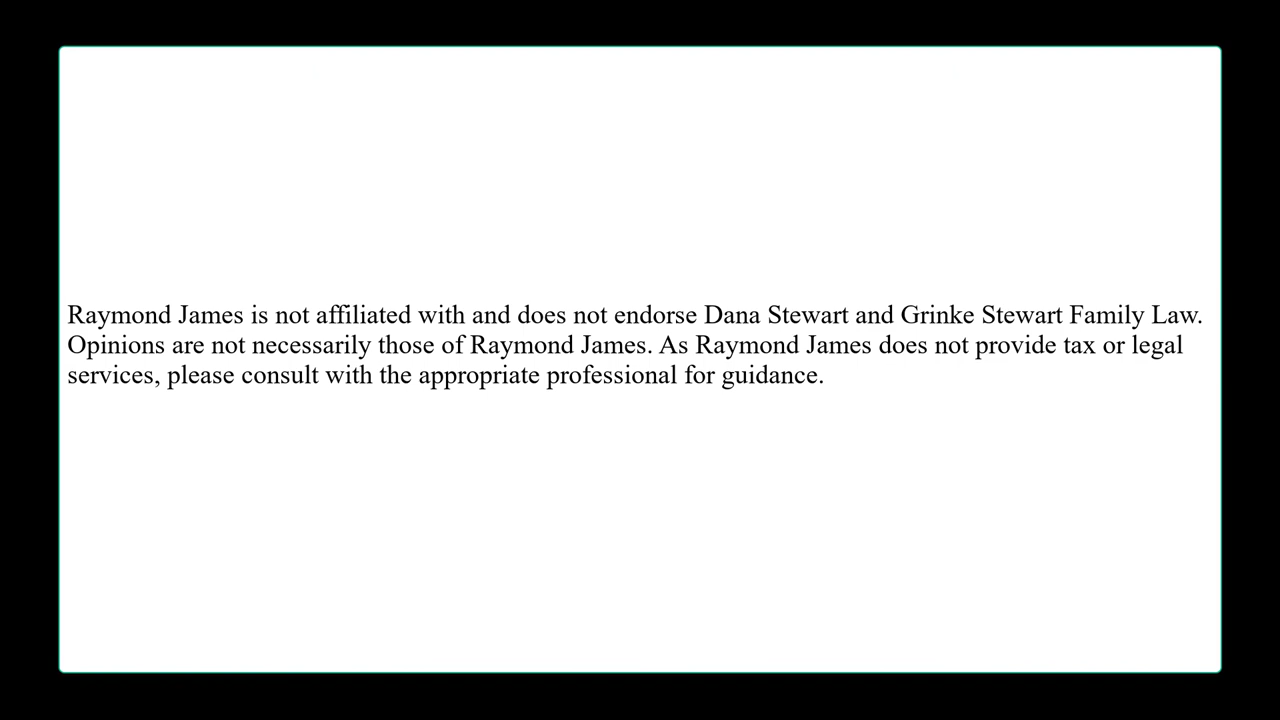 Raymond James is not affiliated with and does not endorse Dana Stewart and Grinke Stewart Family Law.
Opinions are not necessarily those of Raymond James. As Raymond James does not provide tax or legal
services, please consult with the appropriate professional for guidance.